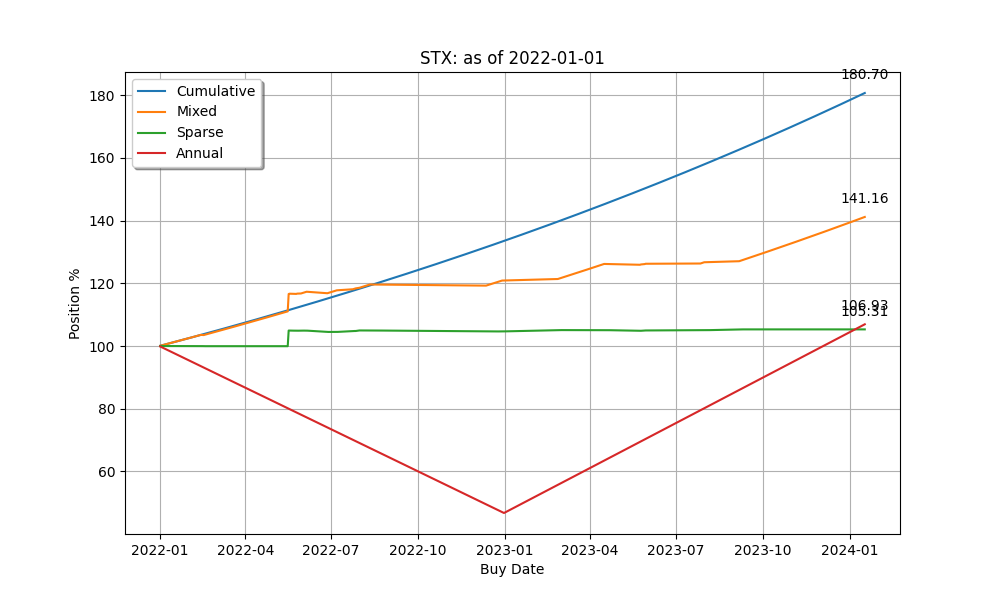 STX: as of 2022-01-01
180.70
Cumulative
Mixed
Sparse
Annual
141.16
106.93
105.31
Position %
180
160
140
120
100
80
60
2022-01
2022-04
2022-07
2022-10
2023-01
2023-04
2023-07
2023-10
2024-01
Buy Date